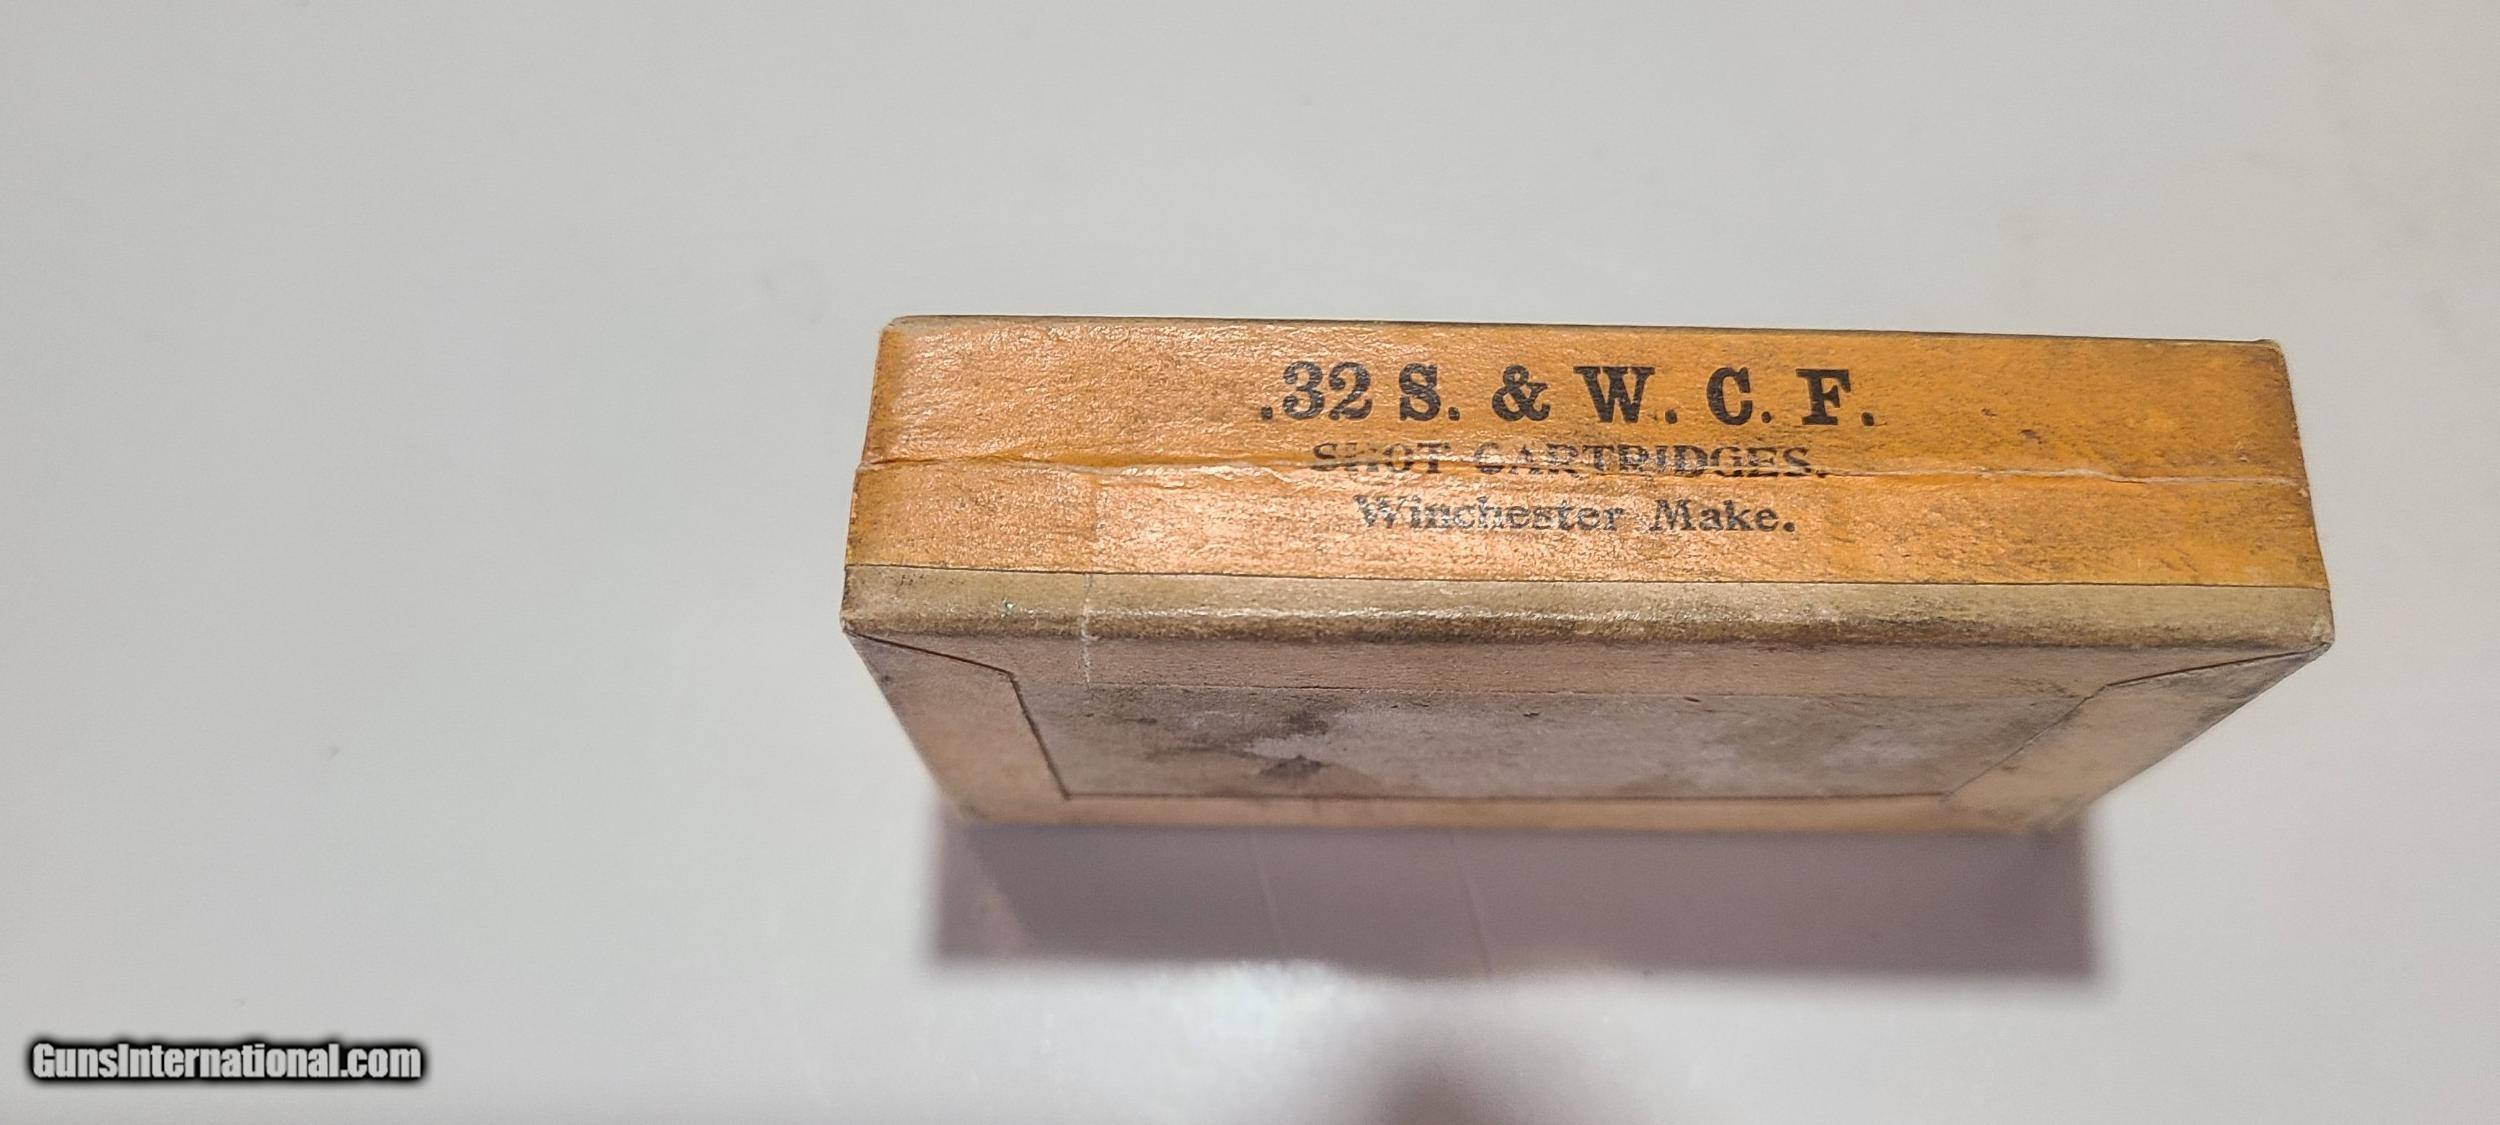 .32 S. & W. C. F.
SHOT CARTRIDGES.
Winchester Make.
GunsInternational.com